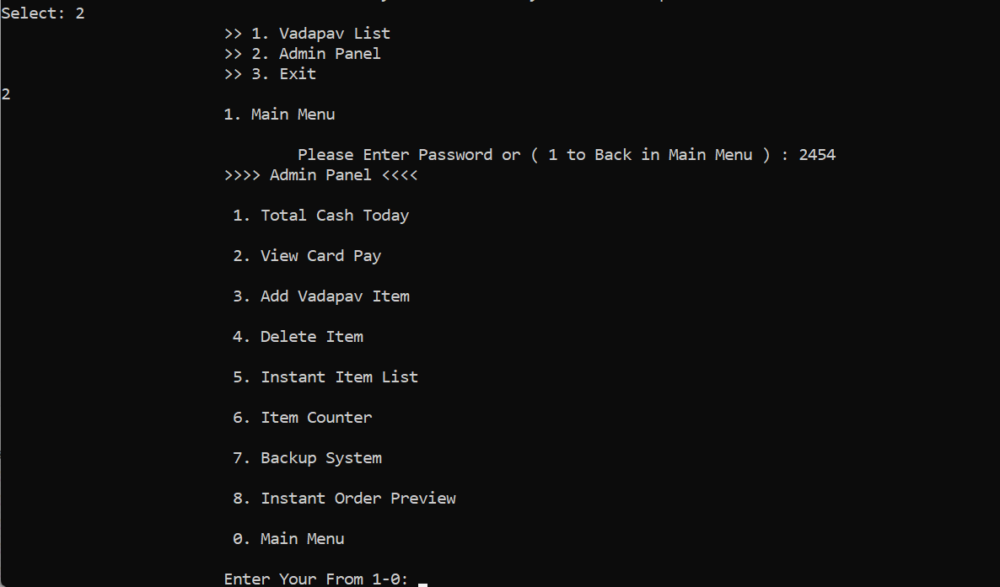 Select: 2
>> 1. Vadapav List
>> 2. Admin Panel
>> 3. Exit
2
1. Main Menu
Please Enter Password or ( 1 to Back in Main Menu ) : 2454
>>>> Admin Panel <<<<
1. Total Cash Today
2. View Card Pay
3. Add Vadapav Item
4. Delete Item
5. Instant Item List
6. Item Counter
7. Backup System
8. Instant Order Preview
0. Main Menu
Enter Your From 1-0: